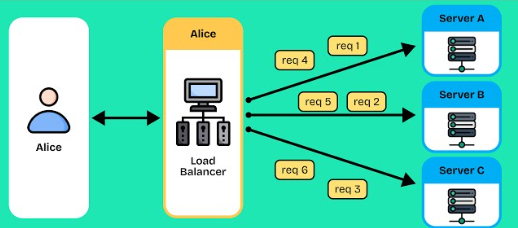 Alice
Alice
Load
Balancer
req 4
req 1
req 5
req 2
req 6
req 3
Server A
Server B
Server C